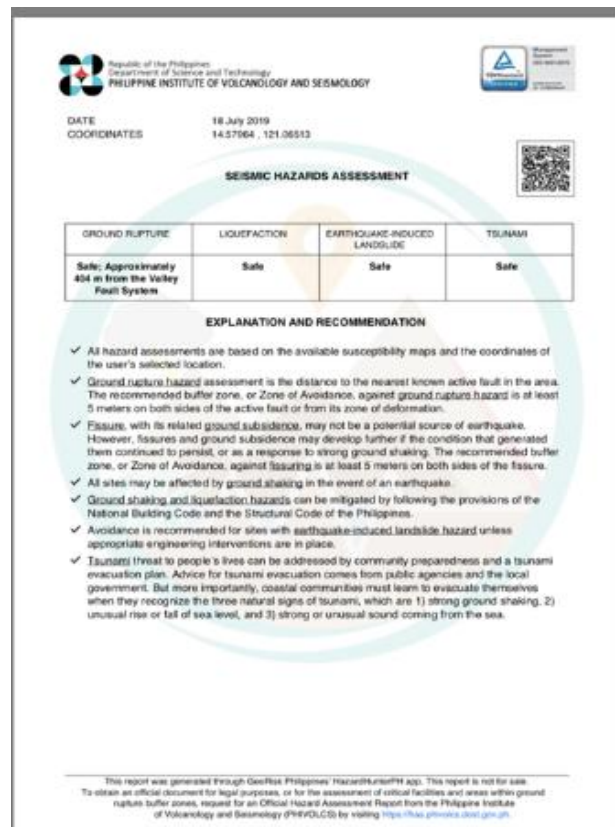 Republic of the Philippines
Department of Science and Technology
PHILIPPINE INSTITUTE OF VOLCANOLOGY AND SEISMOLOGY
Management
System
DATE 18 July 2019
COORDINATES 14.57964 , 121.06513
SEISMIC HAZARDS ASSESSMENT
GROUND RUPTURE LIQUEFACTION EARTHQUAKE-INDUCED LANDSLIDE TSUNAMI
Safe; Approximately 404 m from the Valley Fault System Safe Safe Safe
EXPLANATION AND RECOMMENDATION
✓ All hazard assessments are based on the available susceptibility maps and the coordinates of
the user's selected location.
✓ Ground rupture hazard assessment is the distance to the nearest known active fault in the area.
The recommended buffer zone, or Zone of Avoidance, against ground rupture hazard is at least
5 meters on both sides of the active fault or from its zone of deformation.
✓ Fissure, with its related ground subsidence, may not be a potential source of earthquake.
However, fissures and ground subsidence may develop further if the condition that generated
them continued to persist, or as a response to strong ground shaking. The recommended buffer
zone, or Zone of Avoidance, against fissuring is at least 5 meters on both sides of the fissure.
✓ All sites may be affected by ground shaking in the event of an earthquake.
✓ Ground shaking and liquefaction hazards can be mitigated by following the provisions of the
National Building Code and the Structural Code of the Philippines.
✓ Avoidance is recommended for sites with earthquake-induced landslide hazard unless
appropriate engineering interventions are in place.
✓ Tsunami threat to people's lives can be addressed by community preparedness and a tsunami
evacuation plan. Advice for tsunami evacuation comes from public agencies and the local
government. But more importantly, coastal communities must learn to evacuate themselves
when they recognize the three natural signs of tsunami, which are 1) strong ground shaking, 2)
unusual rise or fall of sea level, and 3) strong or unusual sound coming from the sea.
This report was generated through GeoRisk Philippines' HazardHunterPH app. This report is not for sale.
To obtain an official document for legal purposes, or for the assessment of critical facilities and areas within ground
rupture buffer zones, request for an Official Hazard Assessment Report from the Philippine Institute
of Volcanology and Seismology (PHIVOLCS) by visiting https://has.phivolcs.dost.gov.ph.